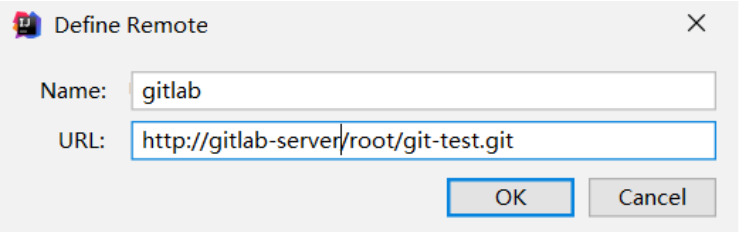 Define Remote
Name: gitlab
URL: http://gitlab-server/root/git-test.git
OK Cancel